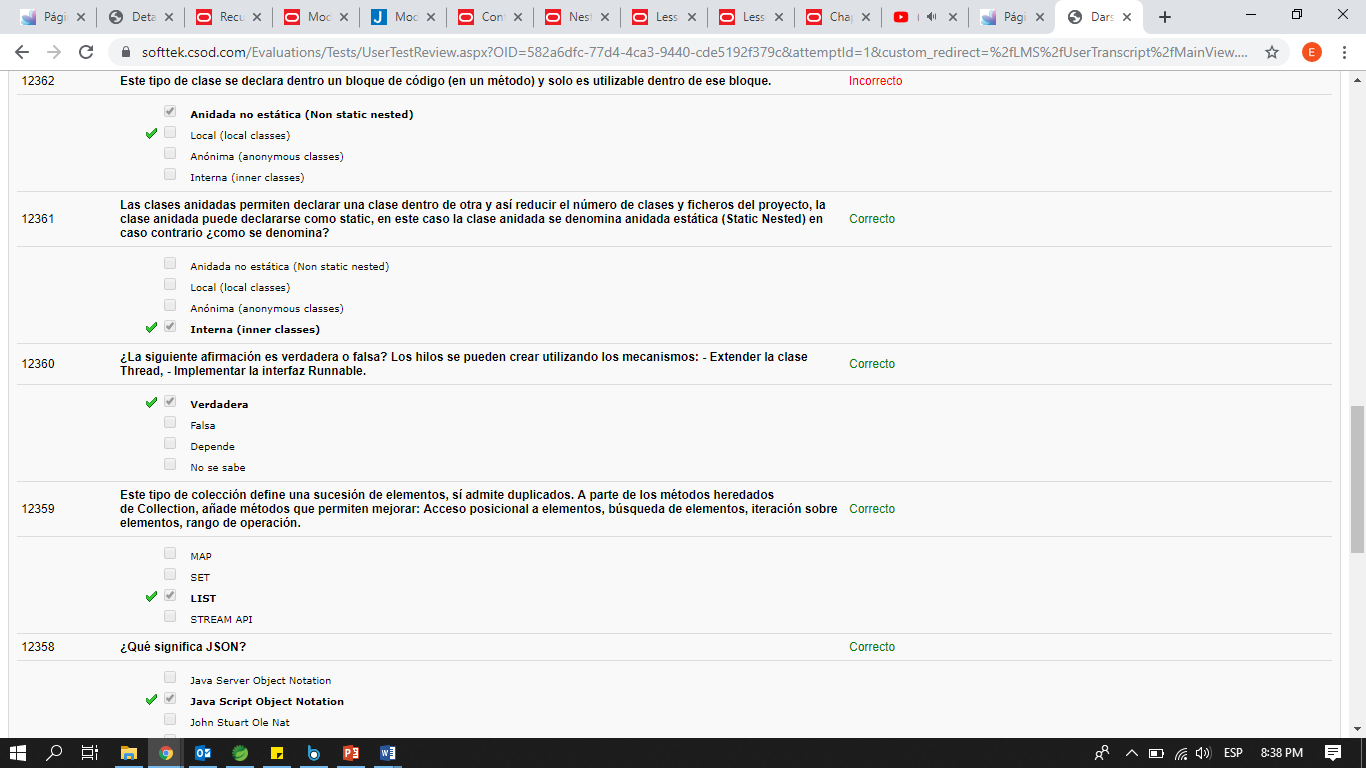 Pági
Deta
Recu
Moc
Moc
Con
Nest
Less
Less
Chap
(
Pági
Dars
softtek.csod.com/Evaluations/Tests/UserTestReview.aspx?OID=582a6dfc-77d4-4ca3-9440-cde5192f379c&attemptId=1&custom_redirect=%2fLMS%2fUserTranscript%2fMainView....
E
12362 Este tipo de clase se declara dentro un bloque de código (en un método) y solo es utilizable dentro de ese bloque. Incorrecto
Anidada no estática (Non static nested)
Local (local classes)
Anónima (anonymous classes)
Interna (inner classes)
Las clases anidadas permiten declarar una clase dentro de otra y así reducir el número de clases y ficheros del proyecto, la
12361 clase anidada puede declararse como static, en este caso la clase anidada se denomina anidada estática (Static Nested) en Correcto
caso contrario ¿como se denomina?
Anidada no estática (Non static nested)
Local (local classes)
Anónima (anonymous classes)
Interna (inner classes)
12360 ¿La siguiente afirmación es verdadera o falsa? Los hilos se pueden crear utilizando los mecanismos: - Extender la clase Correcto
Thread, - Implementar la interfaz Runnable.
Verdadera
Falsa
Depende
No se sabe
Este tipo de colección define una sucesión de elementos, sí admite duplicados. A parte de los métodos heredados
12359 de Collection, añade métodos que permiten mejorar: Acceso posicional a elementos, búsqueda de elementos, iteración sobre Correcto
elementos, rango de operación.
MAP
SET
LIST
STREAM API
12358 ¿Qué significa JSON? Correcto
Java Server Object Notation
Java Script Object Notation
John Stuart Ole Nat
ESP 8:38 PM